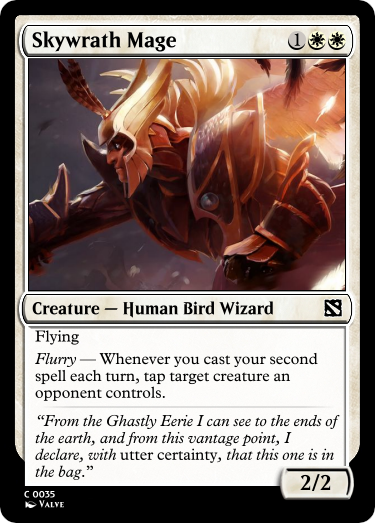 Skywrath Mage 1
Creature — Human Bird Wizard
Flying
Flurry — Whenever you cast your second
spell each turn, tap target creature an
opponent controls.
“From the Ghastly Eerie I can see to the ends of
the earth, and from this vantage point, I
declare, with utter certainty, that this one is in
the bag.”
2/2
C 0035
Valve